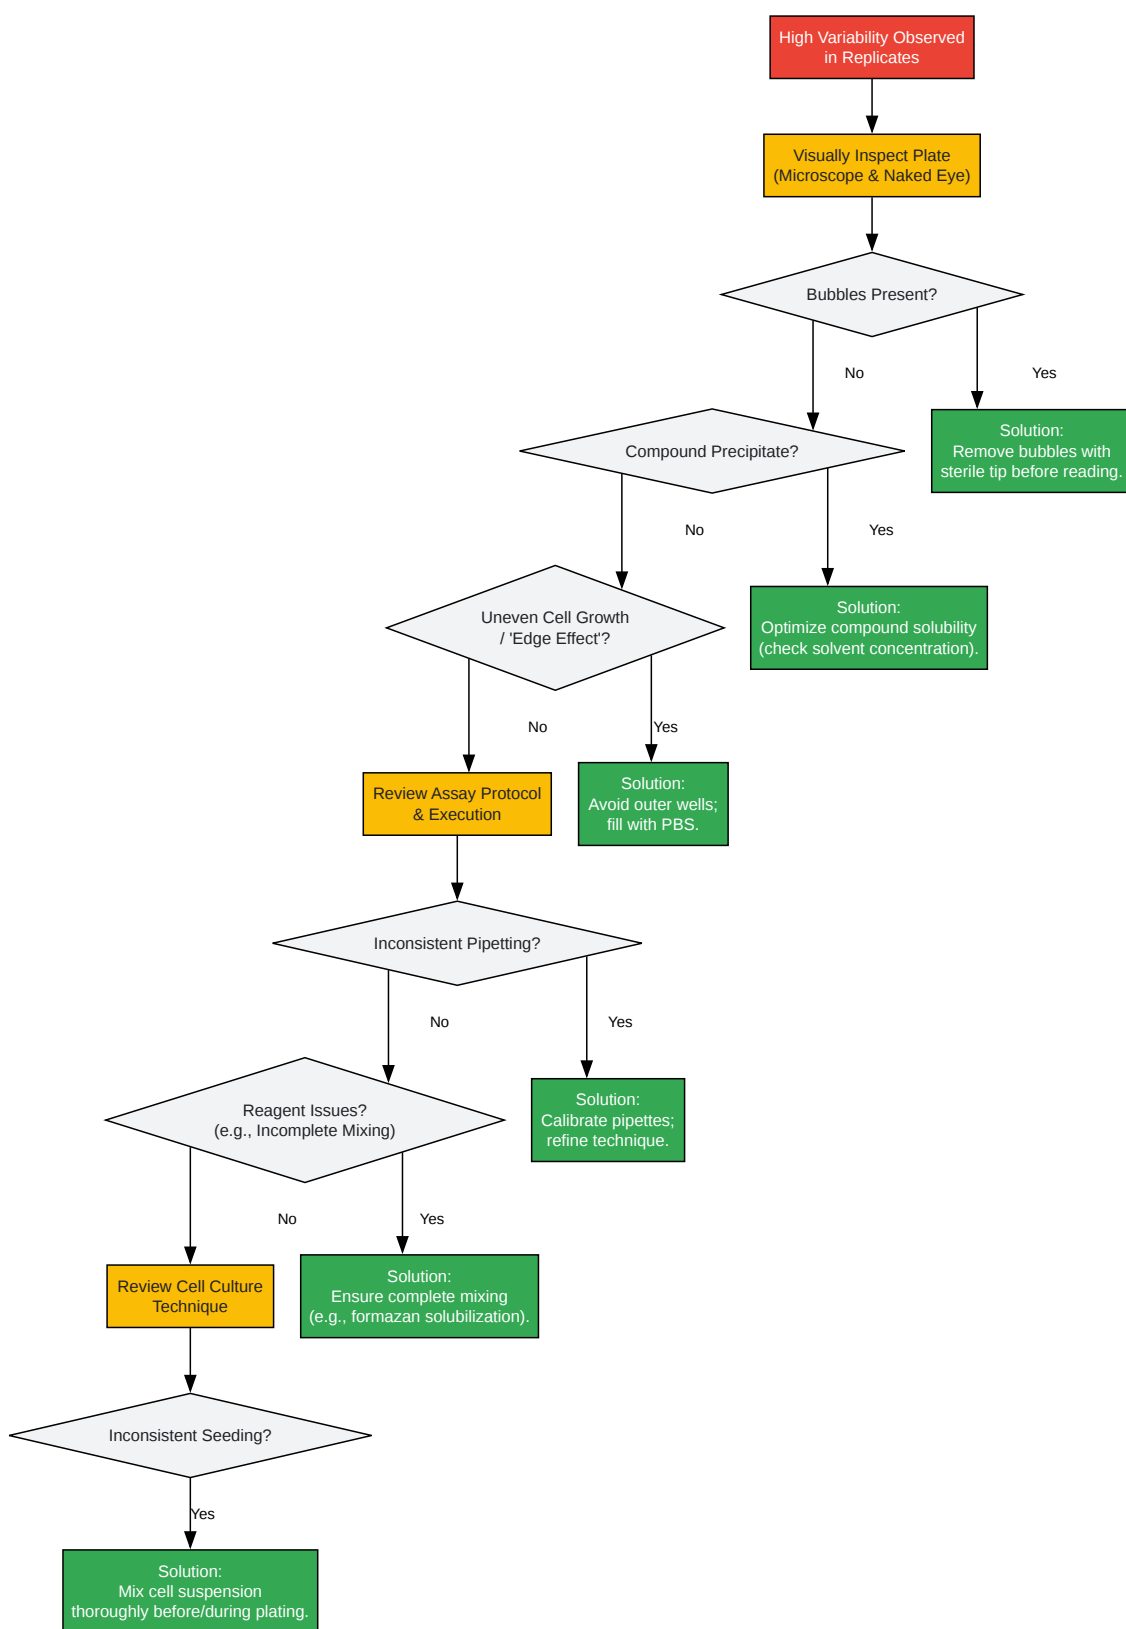 High Variability Observed
in Replicates
Visually Inspect Plate
(Microscope & Naked Eye)
Bubbles Present?
No
Yes
Compound Precipitate?
Solution:
Remove bubbles with
sterile tip before reading.
No
Yes
Uneven Cell Growth
/ 'Edge Effect'?
Solution:
Optimize compound solubility
(check solvent concentration).
No
Yes
Review Assay Protocol
& Execution
Solution:
Avoid outer wells;
fill with PBS.
Inconsistent Pipetting?
No
Yes
Reagent Issues?
(e.g., Incomplete Mixing)
Solution:
Calibrate pipettes;
refine technique.
No
Yes
Review Cell Culture
Technique
Solution:
Ensure complete mixing
(e.g., formazan solubilization).
Inconsistent Seeding?
Yes
Solution:
Mix cell suspension
thoroughly before/during plating.